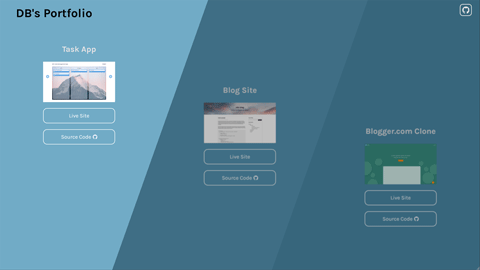 DB's Portfolio
Task App
Live Site
Source Code
Blog Site
Live Site
Source Code
Blogger.com Clone
Live Site
Source Code